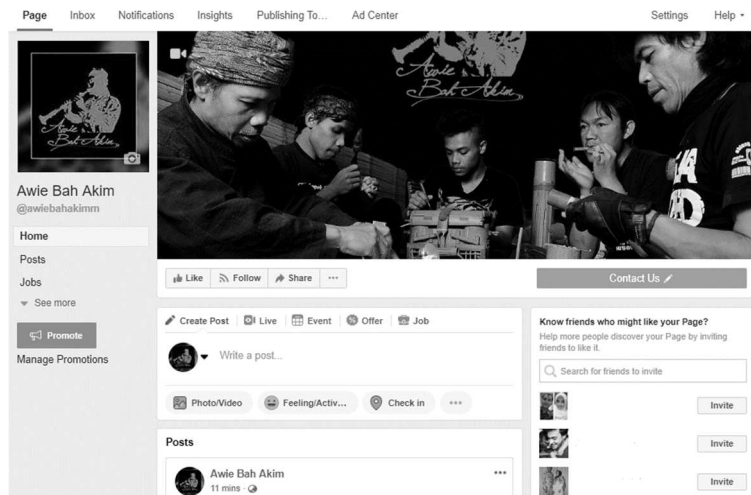 Page Inbox Notifications Insights Publishing To... Ad Center Settings Help
Awie
Bah Akim
Awie
Bah Akim
Awie Bah Akim
@awiebahakimm
Home
Posts
Jobs
See more
Promote
Manage Promotions
Like Follow Share ...
Contact Us
Create Post Live Event Offer Job
Write a post...
Photo/Video Feeling/Activ... Check in ...
Posts
Awie Bah Akim ...
11 mins ·
Know friends who might like your Page?
Help more people discover your Page by inviting
friends to like it.
Search for friends to invite
Invite
Invite
Invite